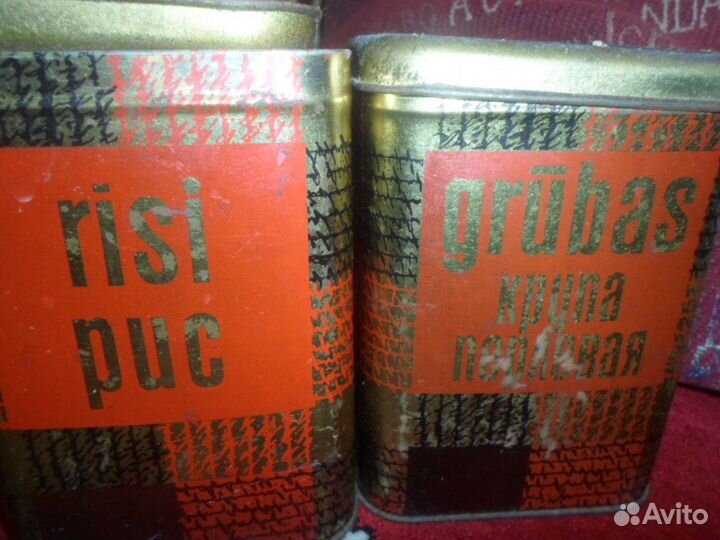 risi
рис
grūbas
крупа
перловая
Avito